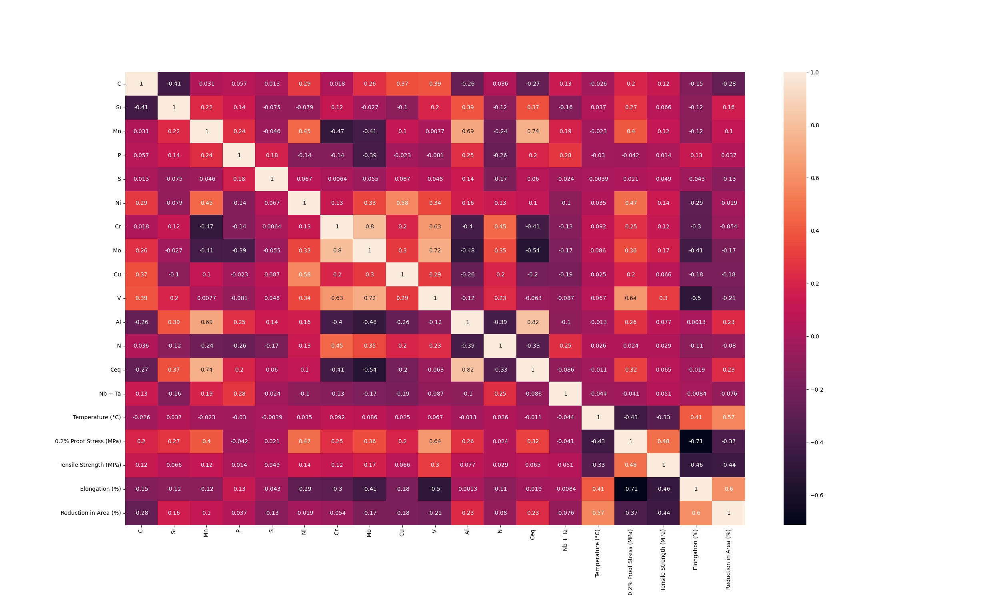 C 1 -0.41 0.031 0.057 0.013 0.29 0.018 0.26 0.37 0.39 -0.26 0.036 -0.27 0.13 -0.026 0.2 0.12 -0.15 -0.28
Si -0.41 1 0.22 0.14 -0.075 -0.079 0.12 -0.027 -0.1 0.2 0.39 -0.12 0.37 -0.16 0.037 0.27 0.066 -0.12 0.16
Mn 0.031 0.22 1 0.24 -0.046 0.45 -0.47 -0.41 0.1 0.0077 0.69 -0.24 0.74 0.19 -0.023 0.4 0.12 -0.12 0.1
P 0.057 0.14 0.24 1 0.18 -0.14 -0.14 -0.39 -0.023 -0.081 0.25 -0.26 0.2 0.28 -0.03 -0.042 0.014 0.13 0.037
S 0.013 -0.075 -0.046 0.18 1 0.067 0.0064 -0.055 0.087 0.048 0.14 -0.17 0.06 -0.024 -0.0039 0.021 0.049 -0.043 -0.13
Ni 0.29 -0.079 0.45 -0.14 0.067 1 0.13 0.33 0.58 0.34 0.16 0.13 0.1 -0.1 0.035 0.47 0.14 -0.29 -0.019
Cr 0.018 0.12 -0.47 -0.14 0.0064 0.13 1 0.8 0.2 0.63 -0.4 0.45 -0.41 -0.13 0.092 0.25 0.12 -0.3 -0.054
Mo 0.26 -0.027 -0.41 -0.39 -0.055 0.33 0.8 1 0.3 0.72 -0.48 0.35 -0.54 -0.17 0.086 0.36 0.17 -0.41 -0.17
Cu 0.37 -0.1 0.1 -0.023 0.087 0.58 0.2 0.3 1 0.29 -0.26 0.2 -0.2 -0.19 0.025 0.2 0.066 -0.18 -0.18
V 0.39 0.2 0.0077 -0.081 0.048 0.34 0.63 0.72 0.29 1 -0.12 0.23 -0.063 -0.087 0.067 0.64 0.3 -0.5 -0.21
Al -0.26 0.39 0.69 0.25 0.14 0.16 -0.4 -0.48 -0.26 -0.12 1 -0.39 0.82 -0.1 -0.013 0.26 0.077 0.0013 0.23
N 0.036 -0.12 -0.24 -0.26 -0.17 0.13 0.45 0.35 0.2 0.23 -0.39 1 -0.33 0.25 0.026 0.024 0.029 -0.11 -0.08
Ceq -0.27 0.37 0.74 0.2 0.06 0.1 -0.41 -0.54 -0.2 -0.063 0.82 -0.33 1 -0.086 -0.011 0.32 0.065 -0.019 0.23
Nb + Ta 0.13 -0.16 0.19 0.28 -0.024 -0.1 -0.13 -0.17 -0.19 -0.087 -0.1 0.25 -0.086 1 -0.044 -0.041 0.051 -0.0084 -0.076
Temperature (°C) -0.026 0.037 -0.023 -0.03 -0.0039 0.035 0.092 0.086 0.025 0.067 -0.013 0.026 -0.011 -0.044 1 -0.43 -0.33 0.41 0.57
0.2% Proof Stress (MPa) 0.2 0.27 0.4 -0.042 0.021 0.47 0.25 0.36 0.2 0.64 0.26 0.024 0.32 -0.041 -0.43 1 0.48 -0.71 -0.37
Tensile Strength (MPa) 0.12 0.066 0.12 0.014 0.049 0.14 0.12 0.17 0.066 0.3 0.077 0.029 0.065 0.051 -0.33 0.48 1 -0.46 -0.44
Elongation (%) -0.15 -0.12 -0.12 0.13 -0.043 -0.29 -0.3 -0.41 -0.18 -0.5 0.0013 -0.11 -0.019 -0.0084 0.41 -0.71 -0.46 1 0.6
Reduction in Area (%) -0.28 0.16 0.1 0.037 -0.13 -0.019 -0.054 -0.17 -0.18 -0.21 0.23 -0.08 0.23 -0.076 0.57 -0.37 -0.44 0.6 1
C
Si
Mn
P
S
Ni
Cr
Mo
Cu
V
Al
N
Ceq
Nb + Ta
Temperature (°C)
0.2% Proof Stress (MPa)
Tensile Strength (MPa)
Elongation (%)
Reduction in Area (%)
1.0
0.8
0.6
0.4
0.2
0.0
−0.2
−0.4
−0.6